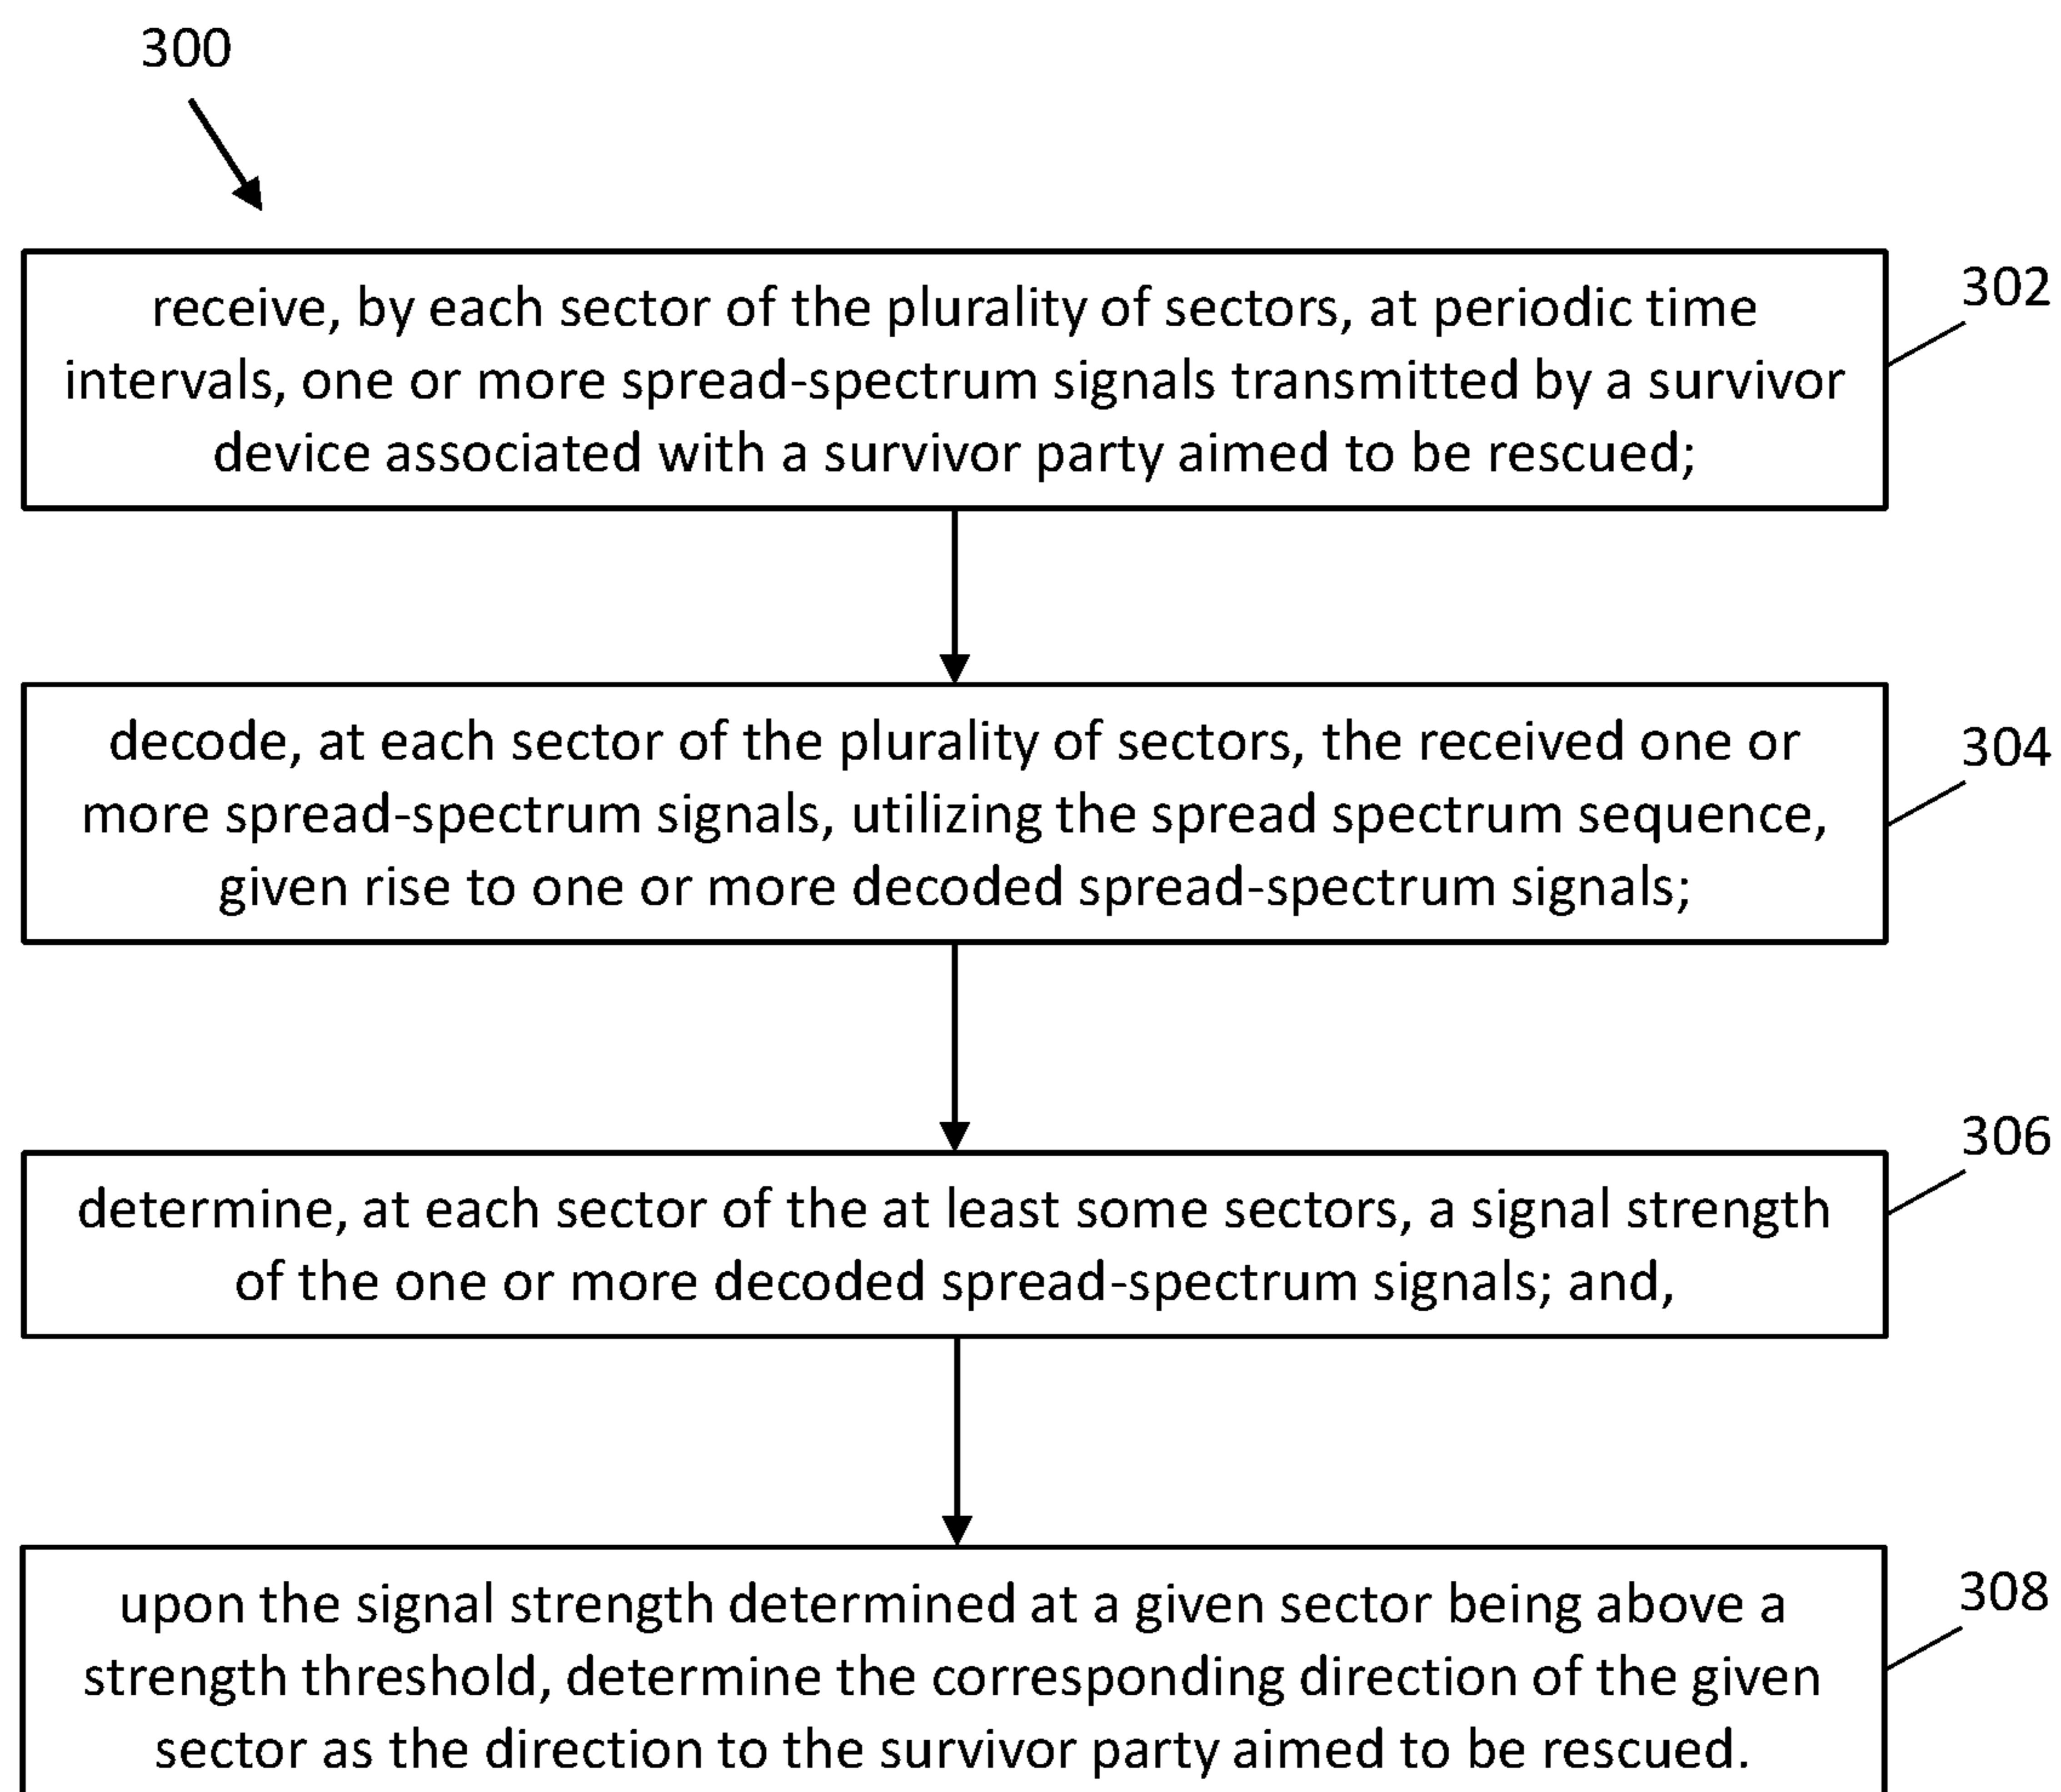 300
receive, by each sector of the plurality of sectors, at periodic time
intervals, one or more spread-spectrum signals transmitted by a survivor
device associated with a survivor party aimed to be rescued;
302
decode, at each sector of the plurality of sectors, the received one or
more spread-spectrum signals, utilizing the spread spectrum sequence,
given rise to one or more decoded spread-spectrum signals;
304
determine, at each sector of the at least some sectors, a signal strength
of the one or more decoded spread-spectrum signals; and,
306
upon the signal strength determined at a given sector being above a
strength threshold, determine the corresponding direction of the given
sector as the direction to the survivor party aimed to be rescued.
308